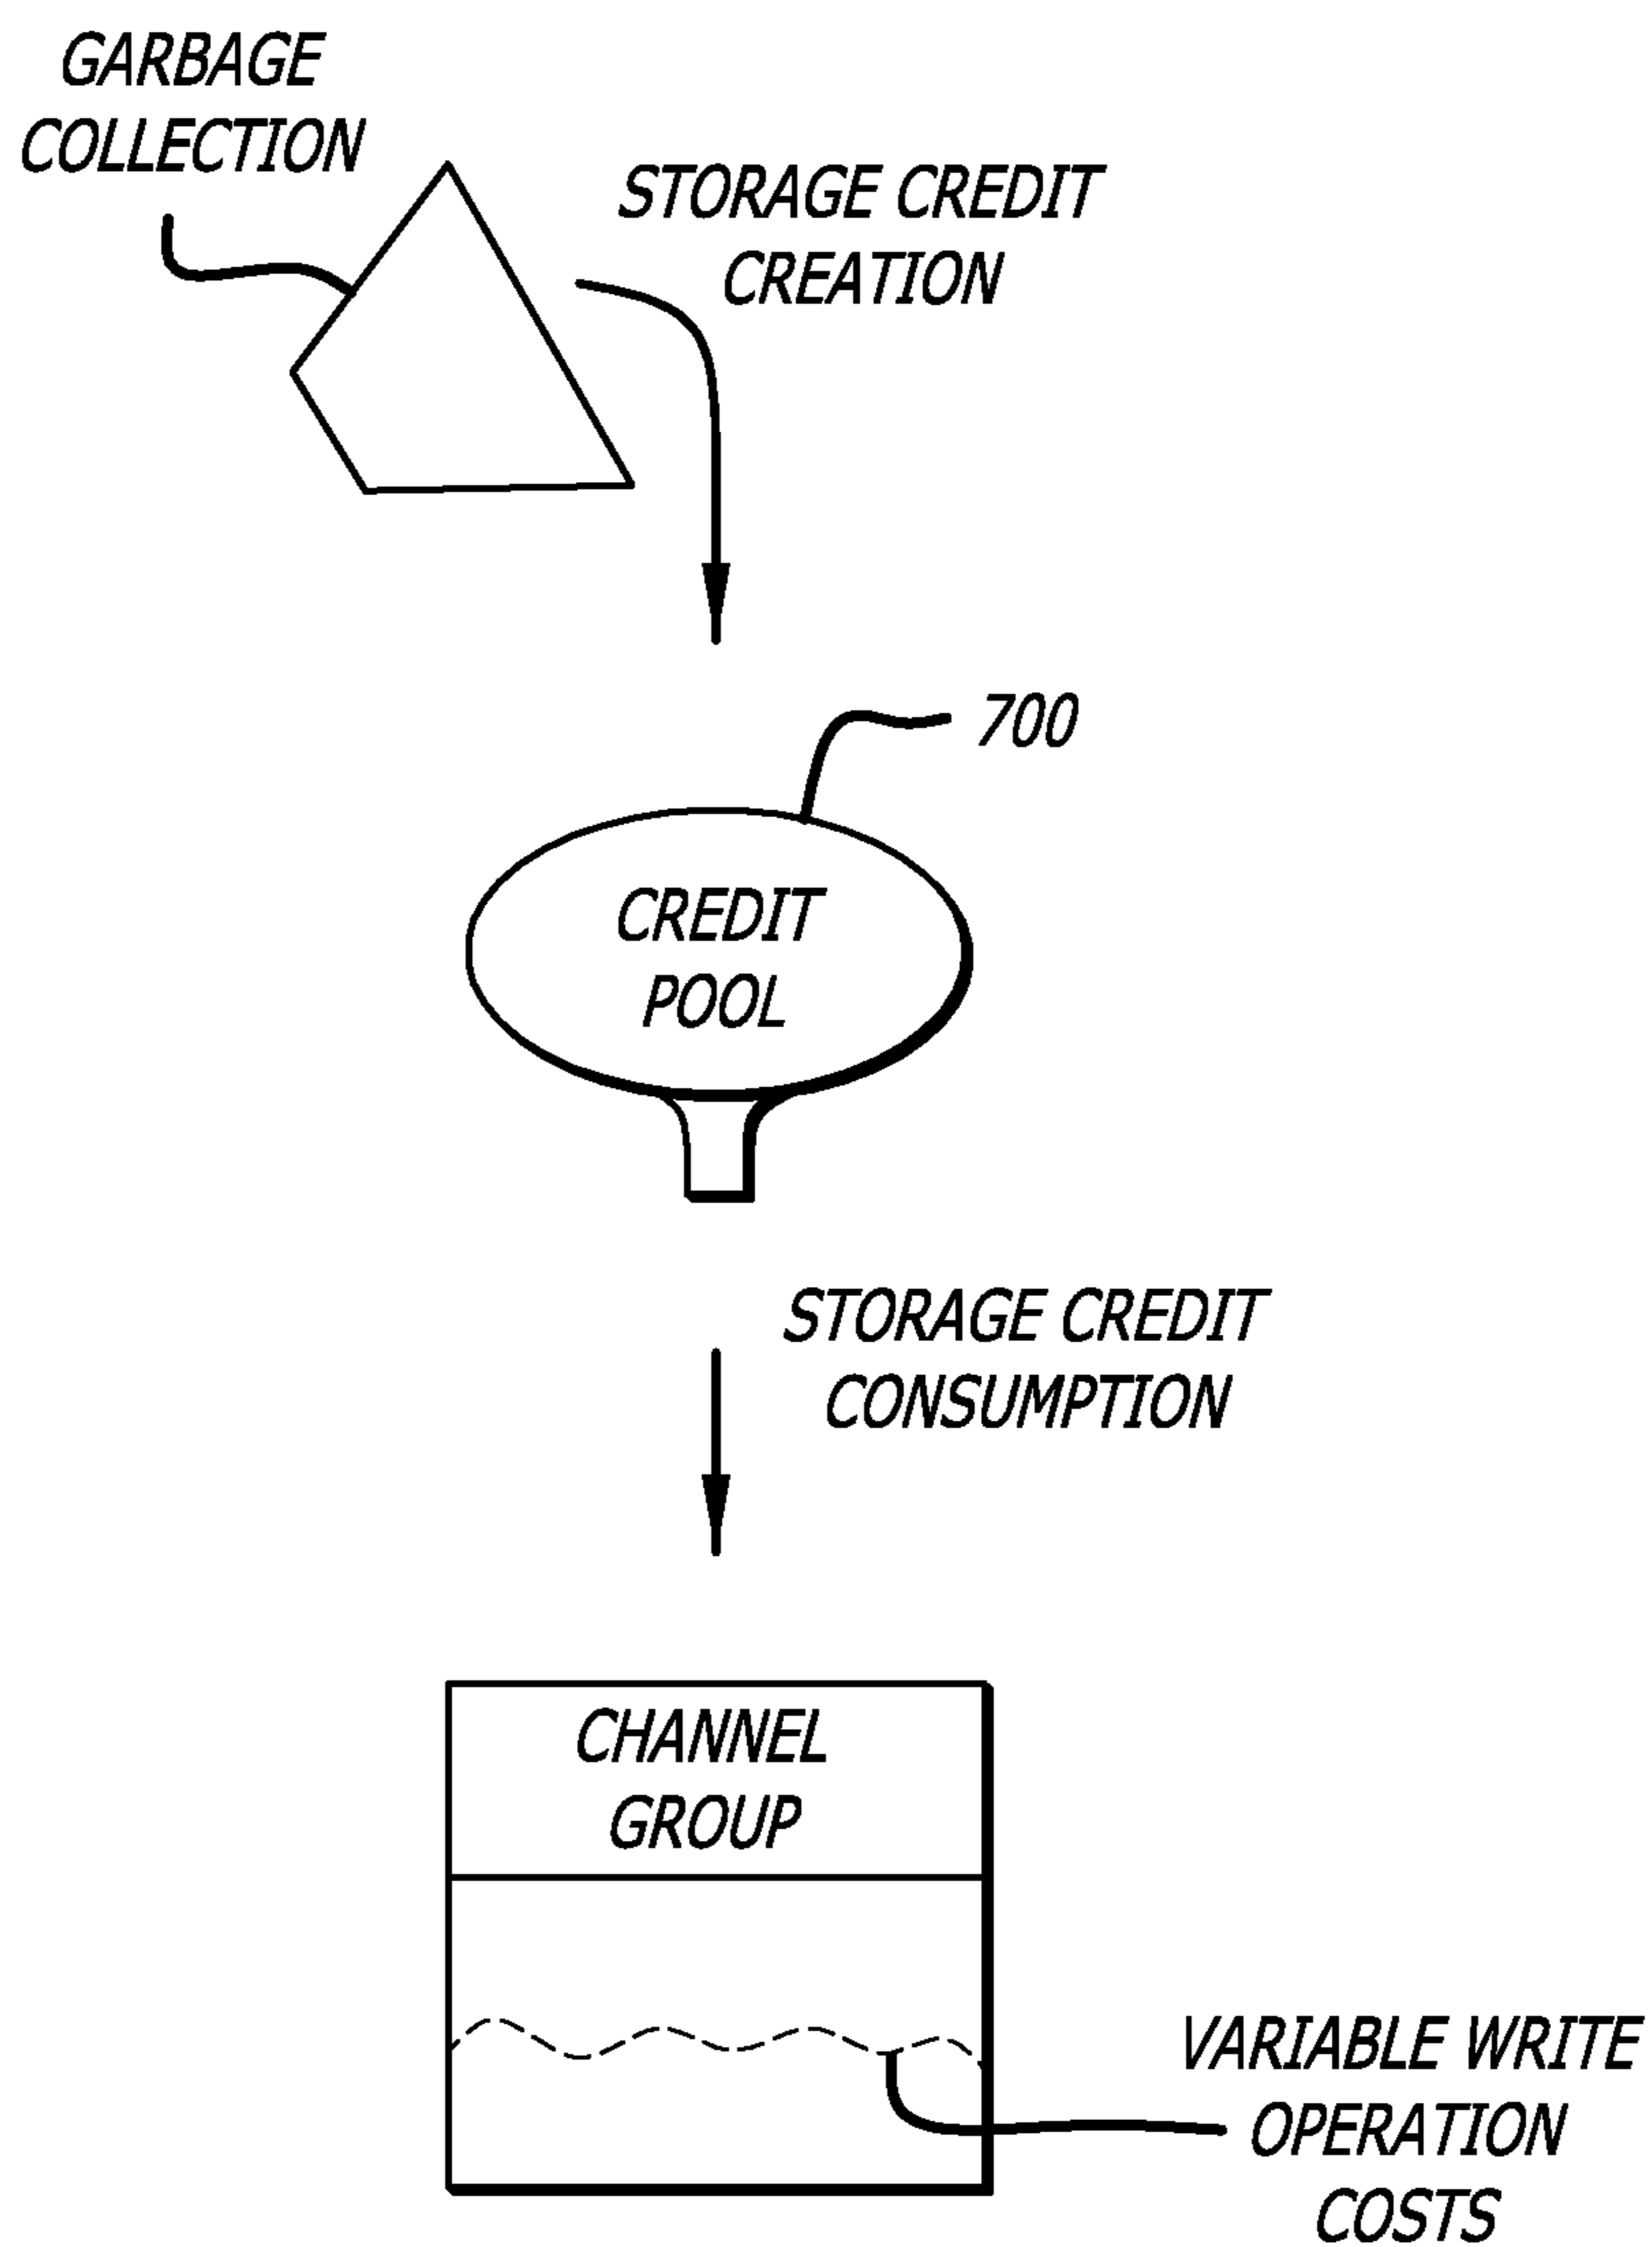 GARBAGE
COLLECTION
STORAGE CREDIT
CREATION
700
CREDIT
POOL
STORAGE CREDIT
CONSUMPTION
CHANNEL
GROUP
VARIABLE WRITE
OPERATION
COSTS